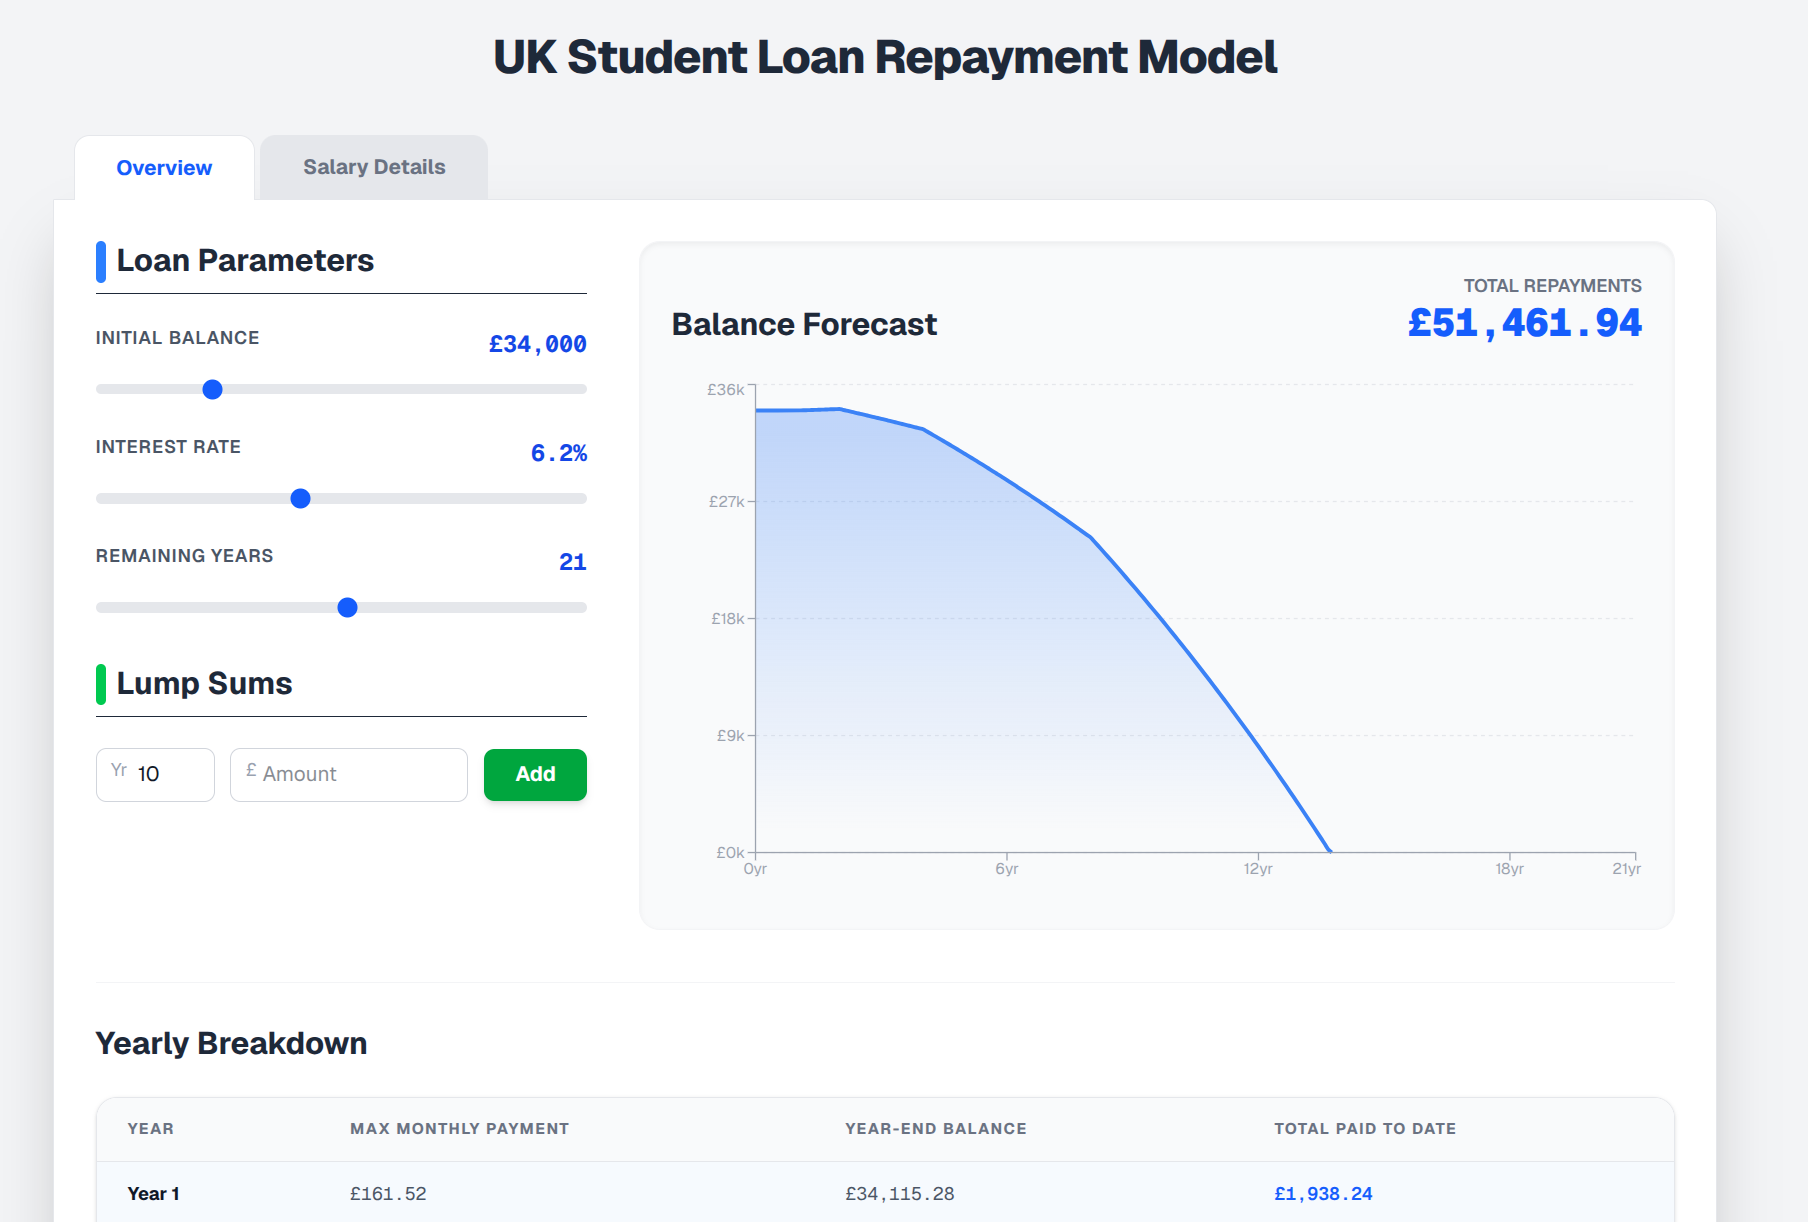 UK Student Loan Repayment Model
Overview
Salary Details
Loan Parameters
INITIAL BALANCE
£34,000
INTEREST RATE
6.2%
REMAINING YEARS
21
Lump Sums
Yr 10
£ Amount
Add
Balance Forecast
TOTAL REPAYMENTS
£51,461.94
£36k
£27k
£18k
£9k
£0k
0yr
6yr
12yr
18yr
21yr
Yearly Breakdown
YEAR
MAX MONTHLY PAYMENT
YEAR-END BALANCE
TOTAL PAID TO DATE
Year 1
£161.52
£34,115.28
£1,938.24